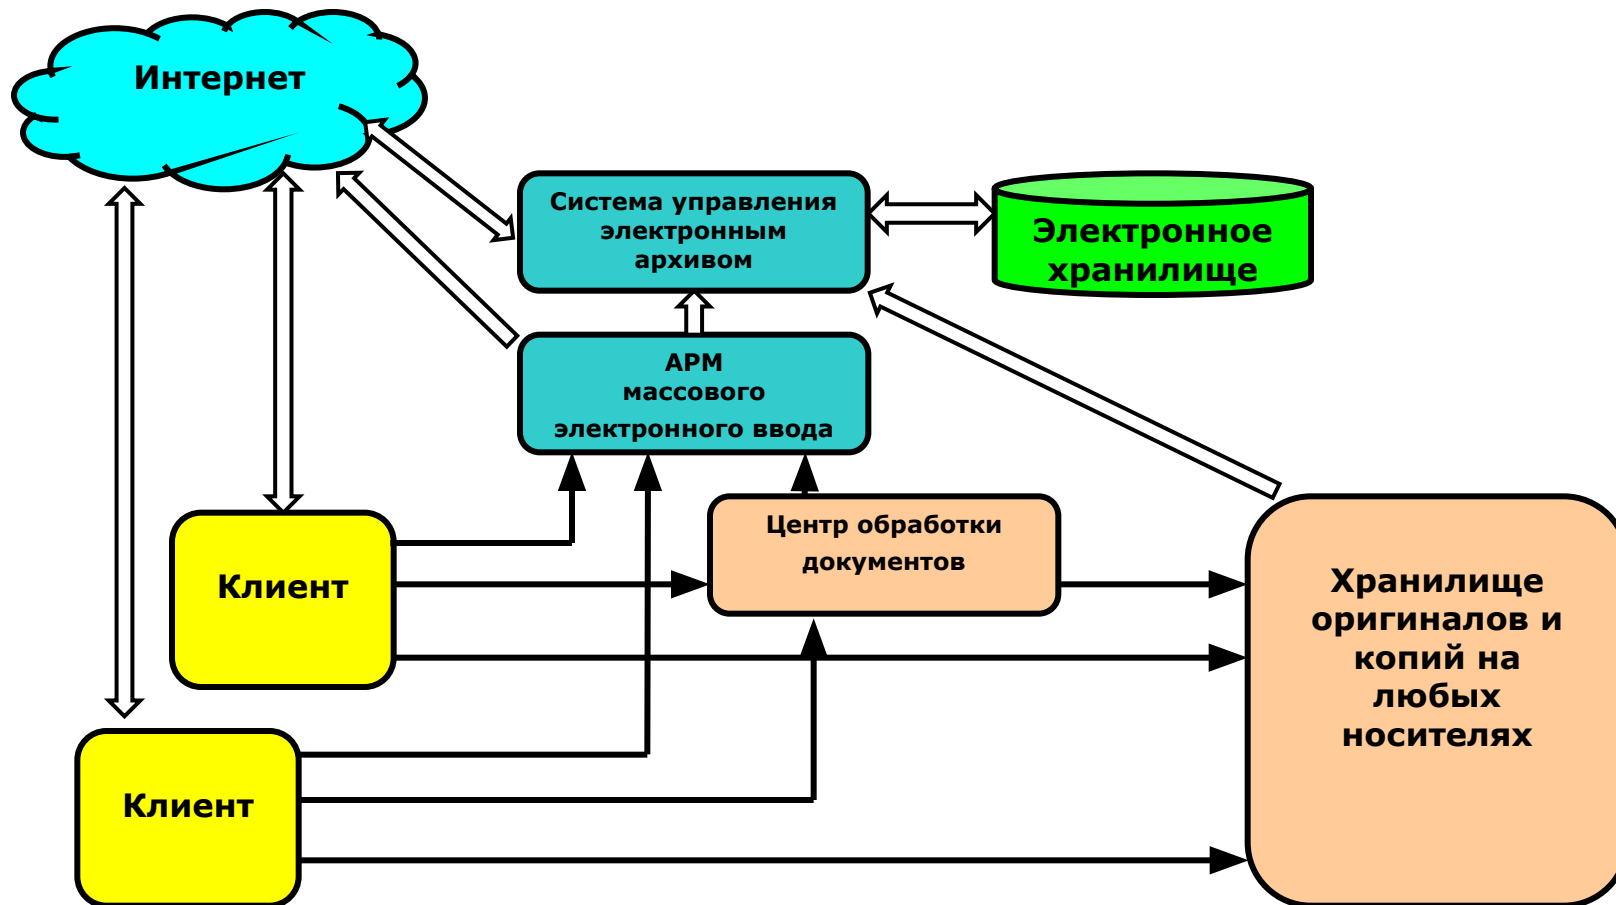 Интернет
Система управления
электронным
архивом
Электронное
хранилище
АРМ
массового
электронного ввода
Центр обработки
документов
Клиент
Хранилище
оригиналов и
копий на
любых
носителях
Клиент